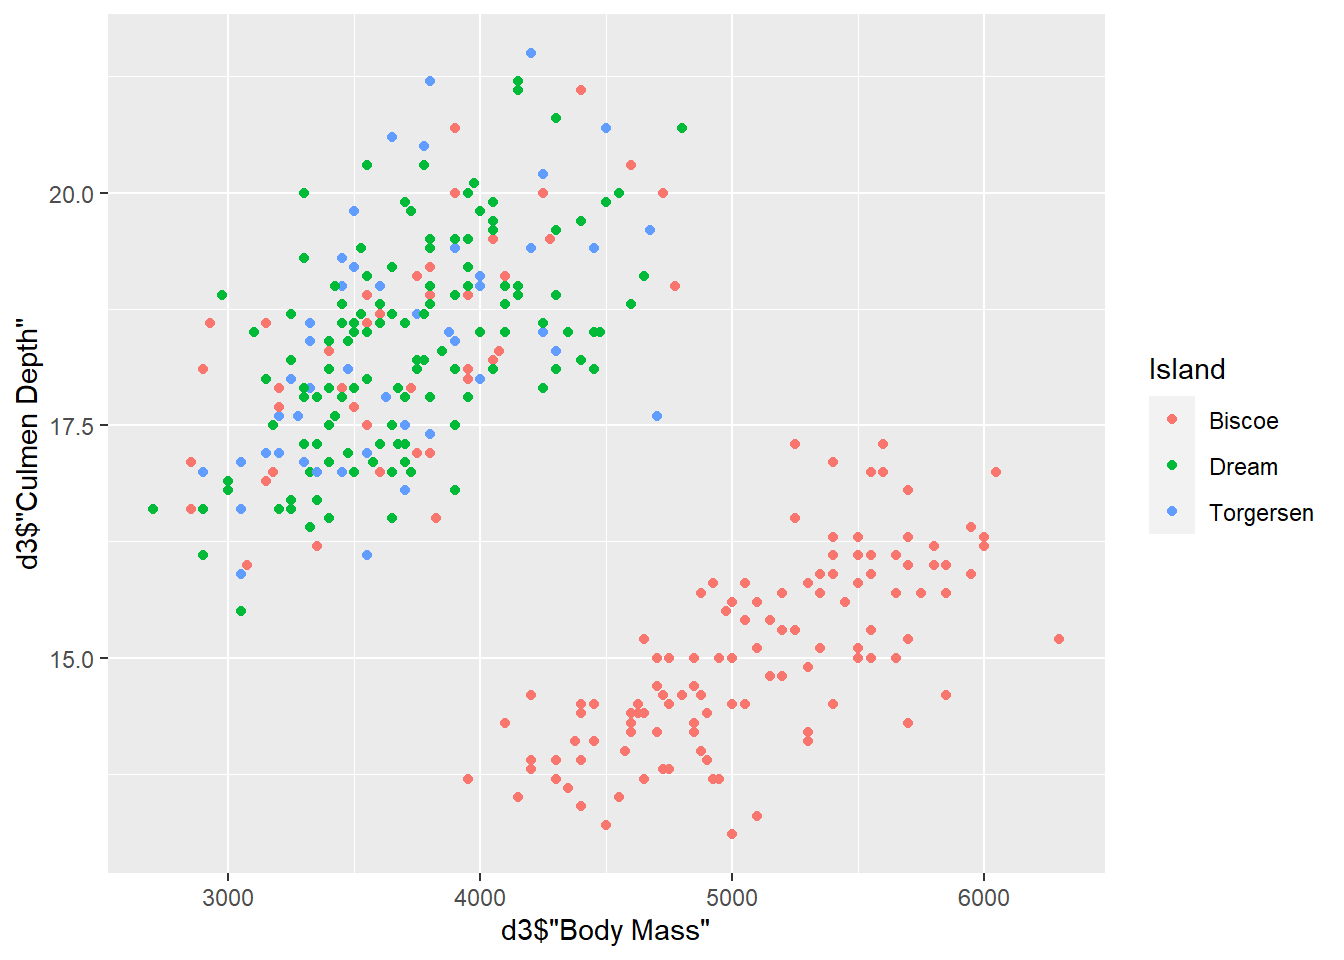 20.0
17.5
15.0
d3$"Culmen Depth"
3000 4000 5000 6000
d3$"Body Mass"
Island
Biscoe
Dream
Torgersen